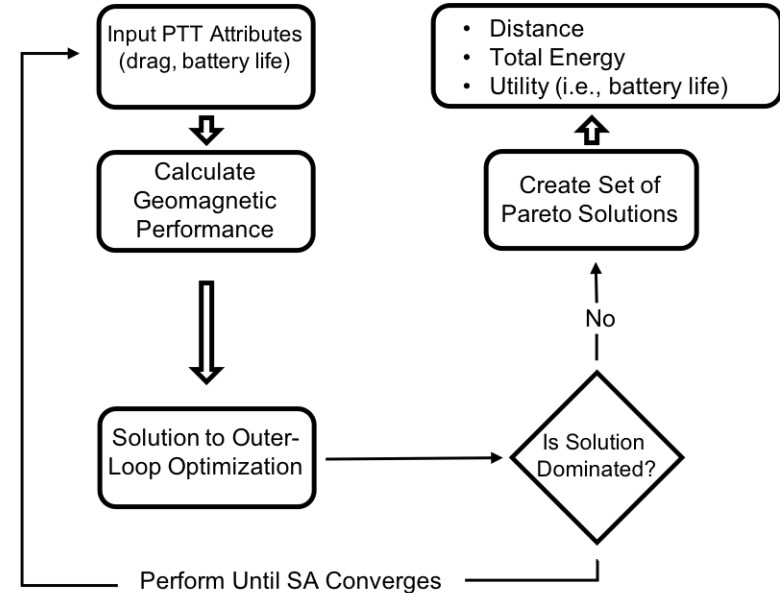 Input PTT Attributes
(drag, battery life)
Calculate
Geomagnetic
Performance
Solution to Outer-
Loop Optimization
Is Solution
Dominated?
No
Create Set of
Pareto Solutions
• Distance
• Total Energy
• Utility (i.e., battery life)
Perform Until SA Converges